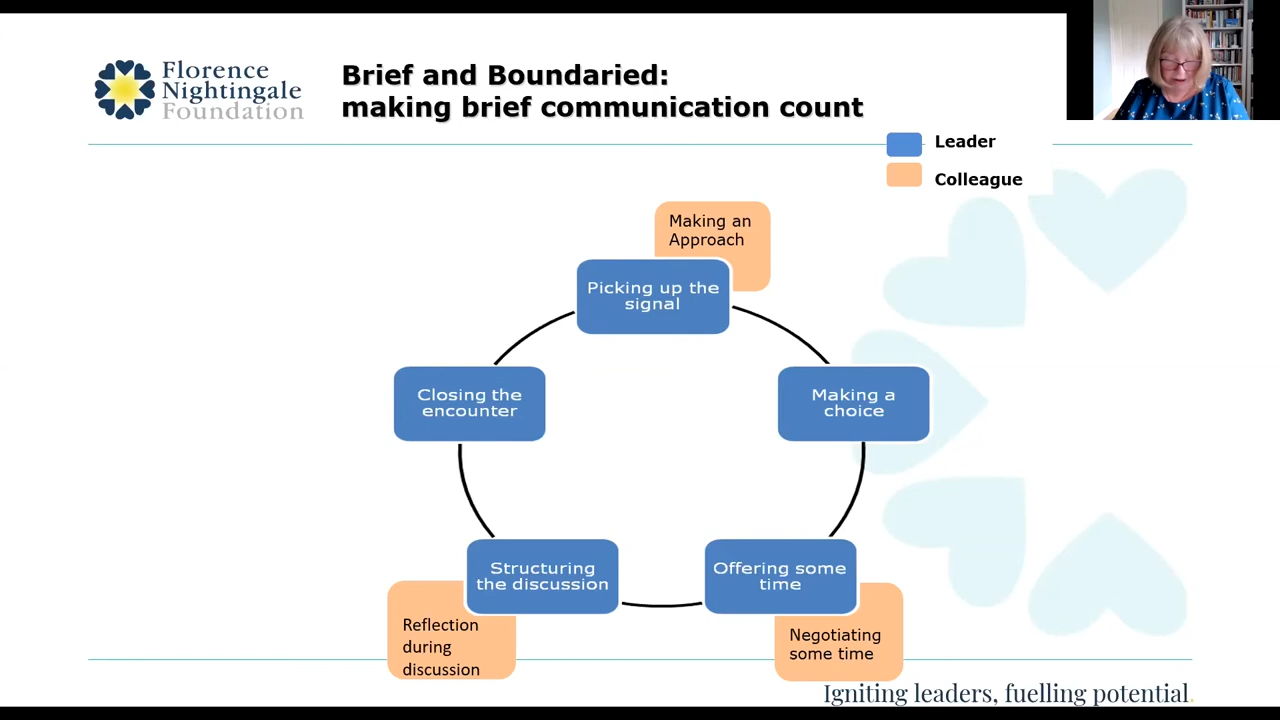 Florence
Nightingale
Foundation
Brief and Boundaried:
making brief communication count
Leader
Colleague
Making an
Approach
Picking up the
signal
Closing the
encounter
Making a
choice
Structuring
the discussion
Offering some
time
Reflection
during
discussion
Negotiating
some time
Igniting leaders, fuelling potential.